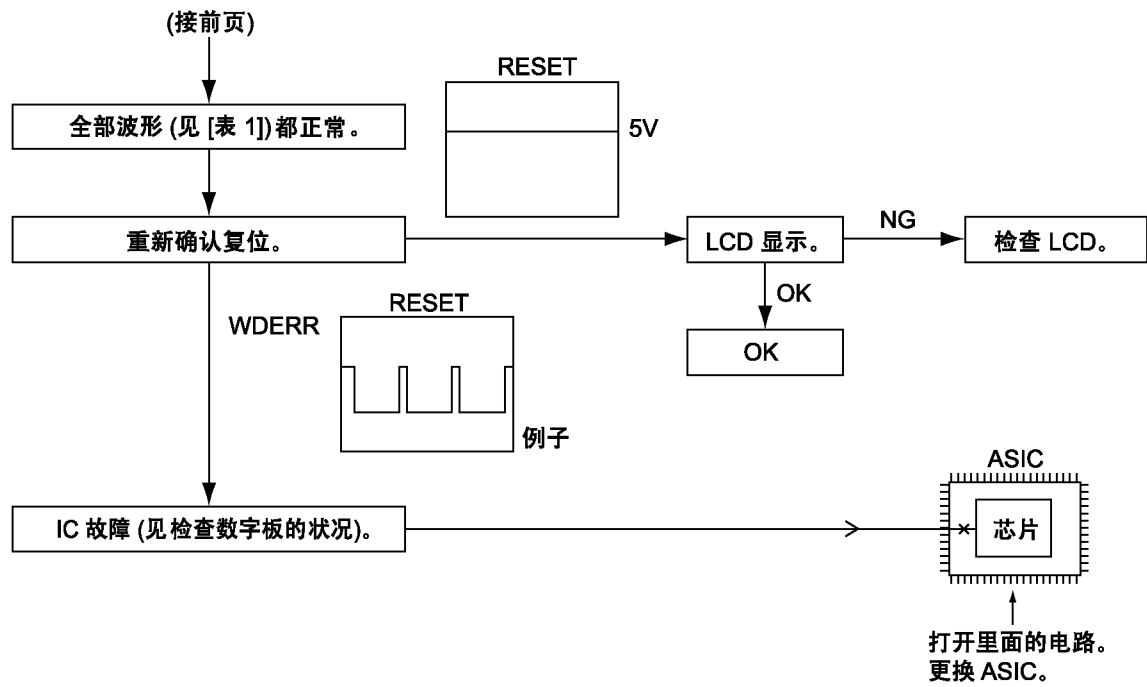 (接前页)
全部波形 (见 [表 1]) 都正常。
RESET
5V
重新确认复位。
LCD 显示。
NG
检查 LCD。
OK
OK
WDERR
RESET
例子
IC 故障 (见检查数字板的状况)。
ASIC
芯片
打开里面的电路。
更换 ASIC。